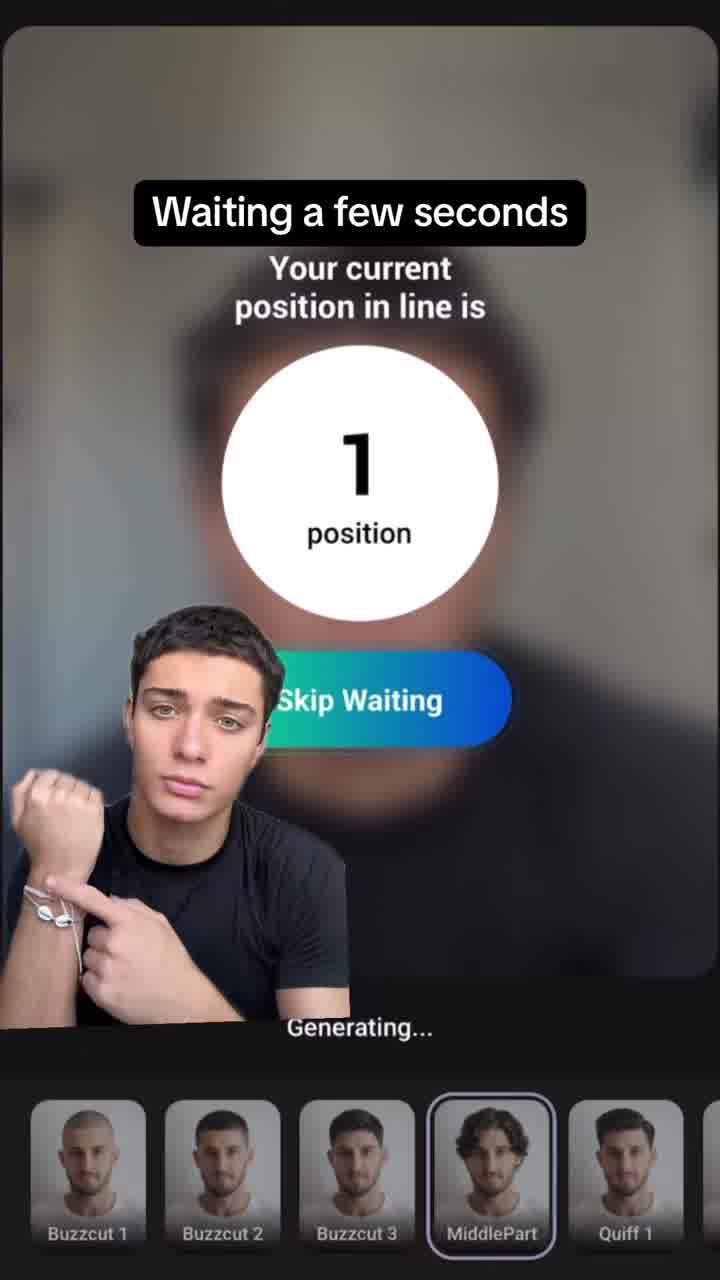 Waiting a few seconds
Your current
position in line is
1
position
Skip Waiting
Generating...
Buzzcut 1
Buzzcut 2
Buzzcut 3
MiddlePart
Quiff 1